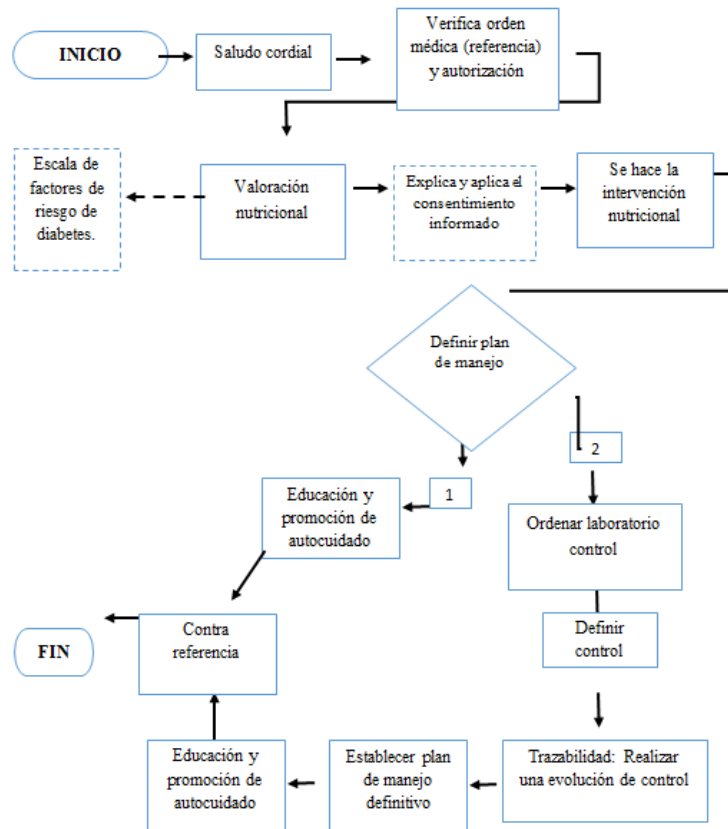 INICIO
Saludo cordial
Verifica orden
médica (referencia)
y autorización
Escala de
factores de
riesgo de
diabetes.
Valoración
nutricional
Explica y aplica el
consentimiento
informado
Se hace la
intervención
nutricional
Definir plan
de manejo
2
1
Educación y
promoción de
autocuidado
Ordenar laboratorio
control
Contra
referencia
FIN
Definir
control
Educación y
promoción de
autocuidado
Establecer plan
de manejo
definitivo
Trazabilidad: Realizar
una evolución de control